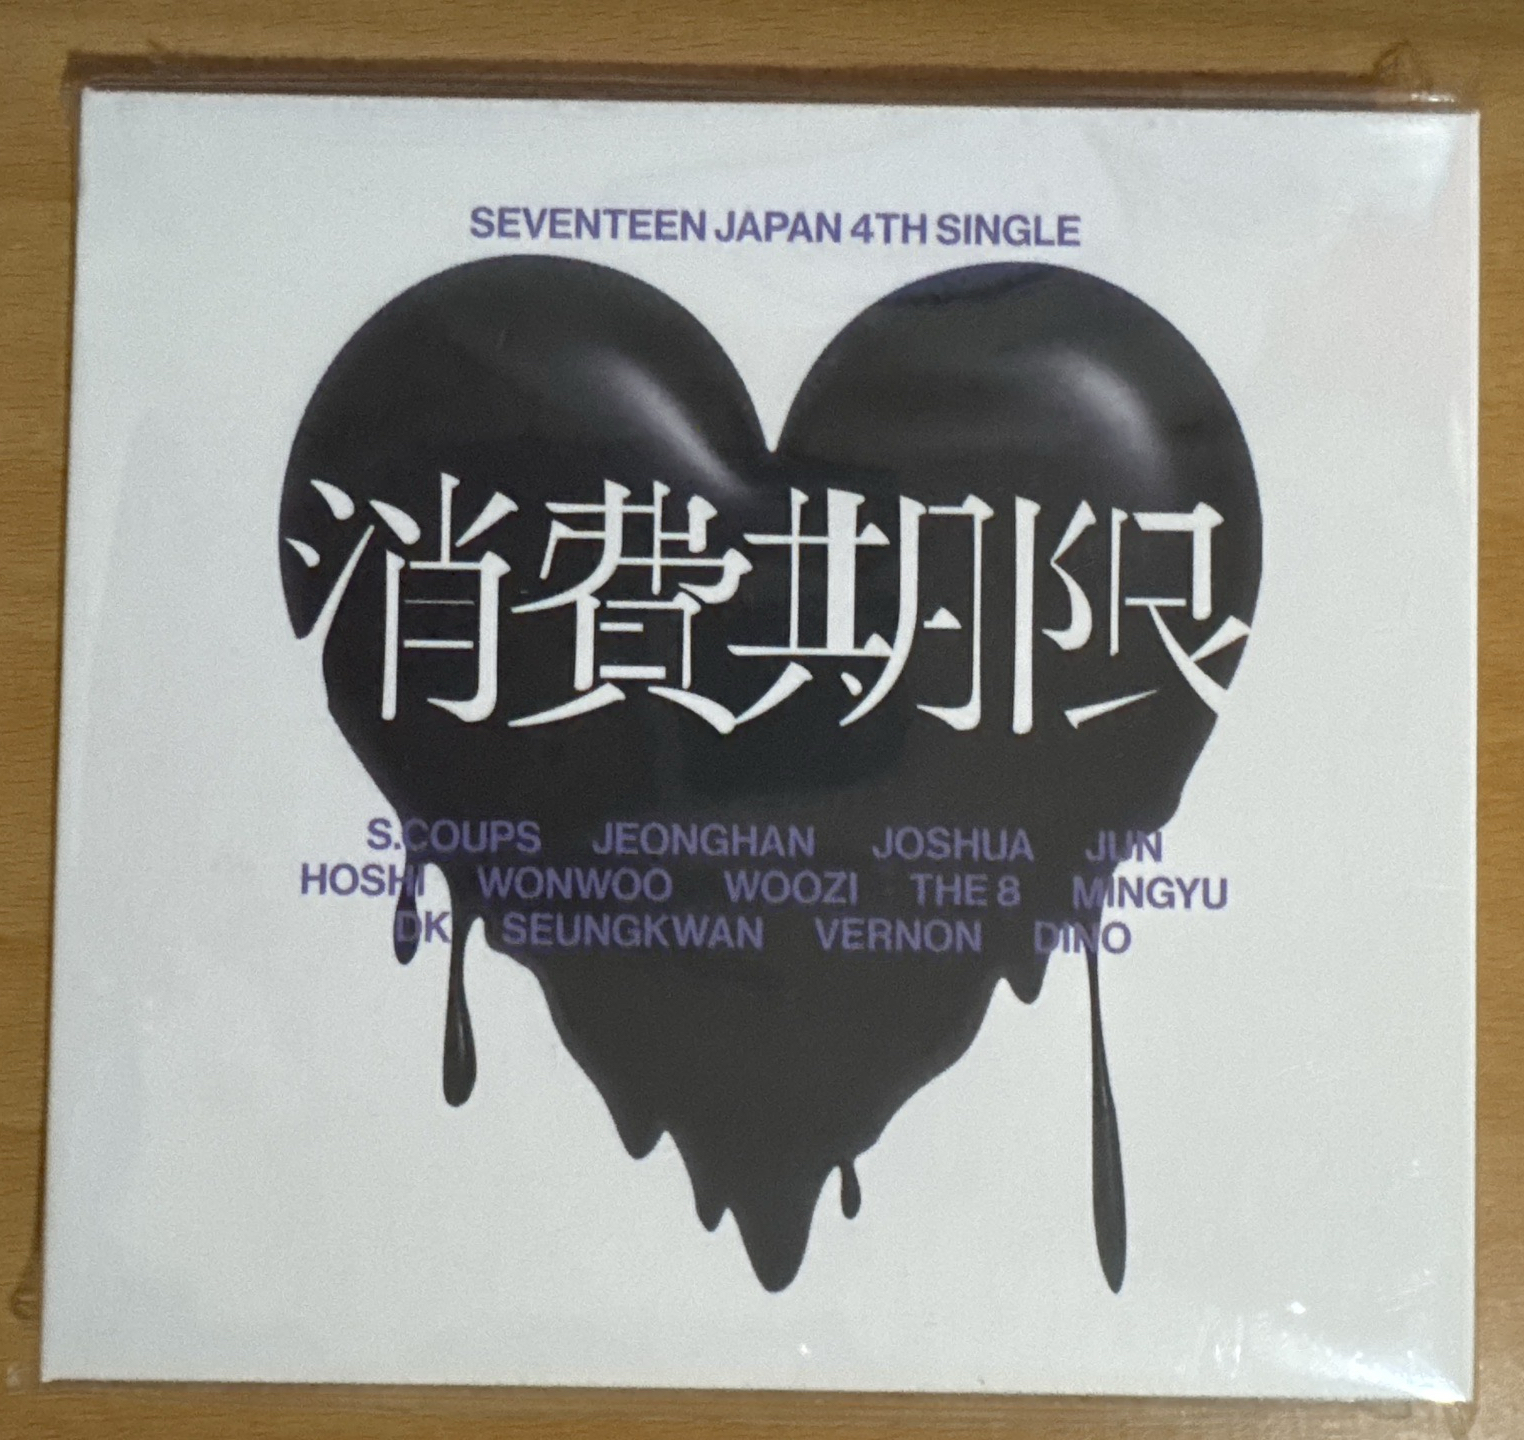 SEVENTEEN JAPAN 4TH SINGLE
消費期限
S.COUPS JEONGHAN JOSHUA JUN
HOSHI WONWOO WOOZI THE 8 MINGYU
DK SEUNGKWAN VERNON DINO